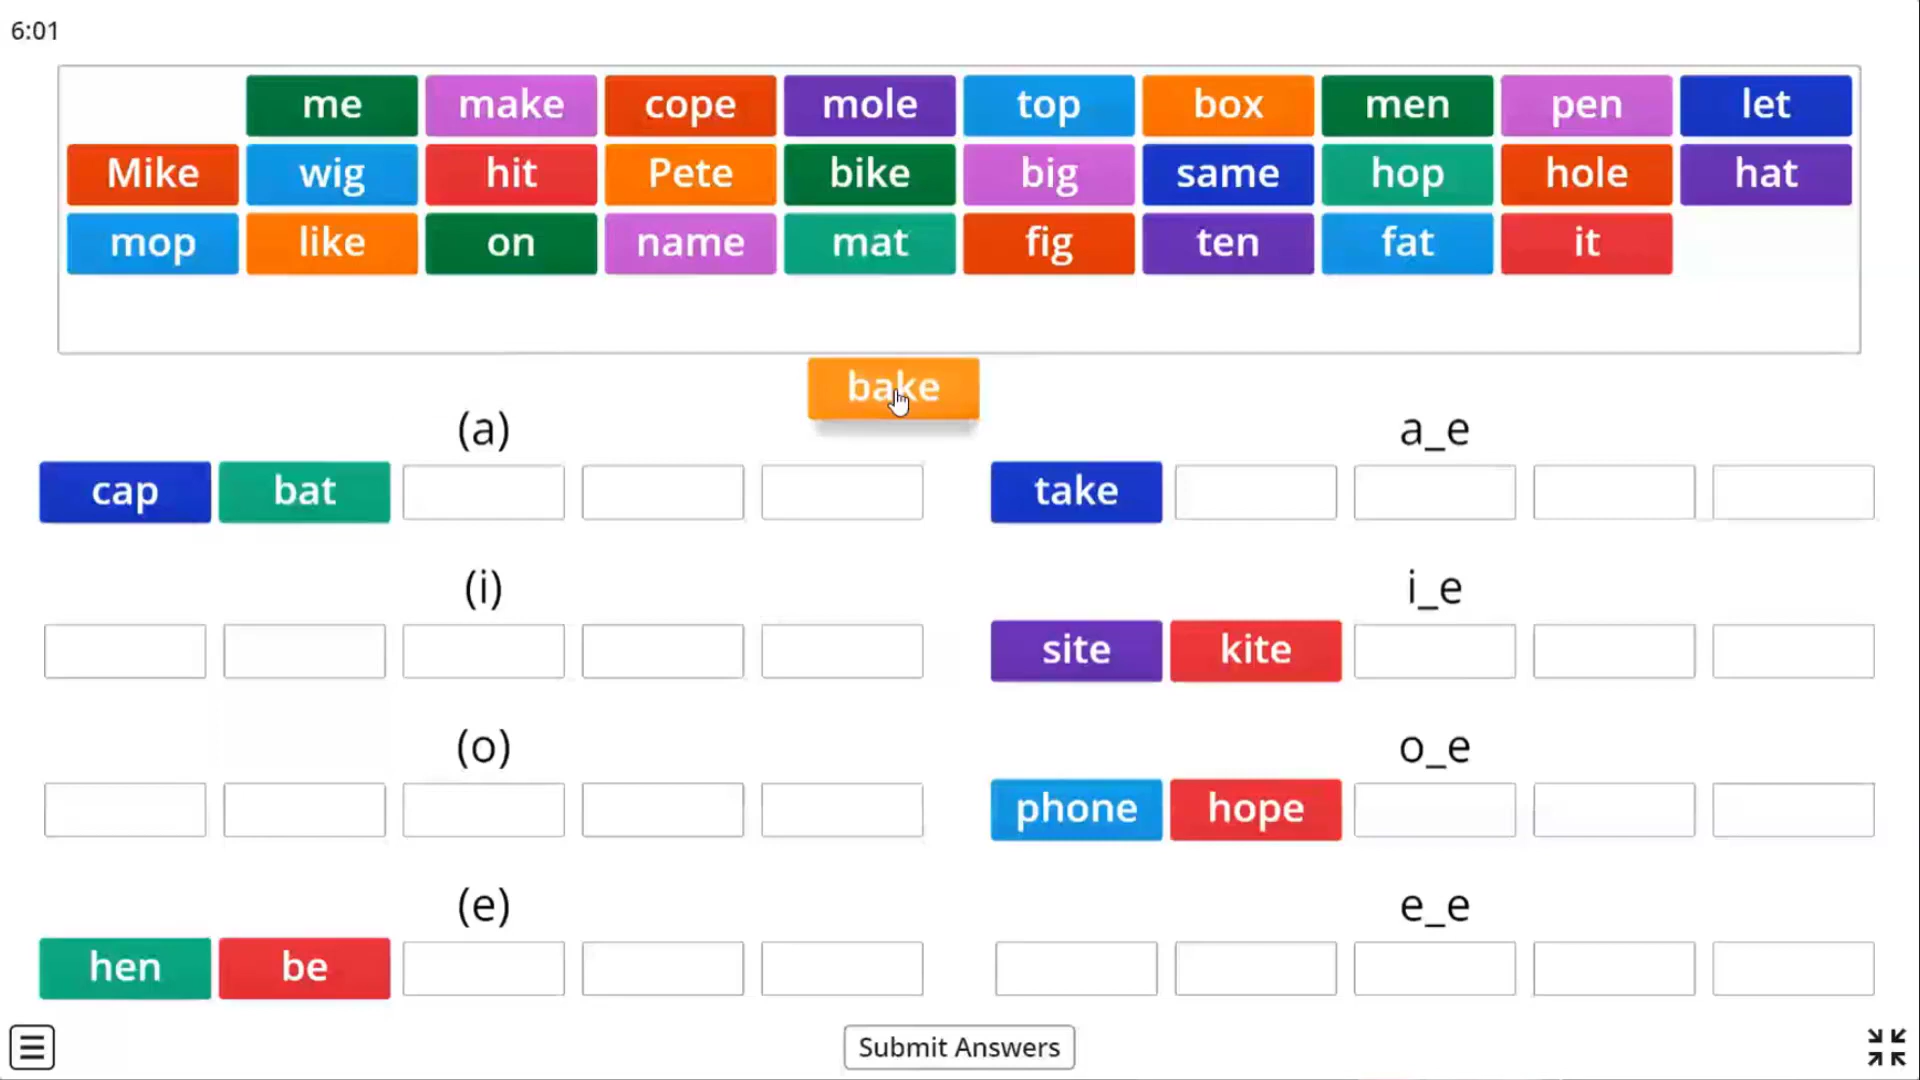 6:01
me make cope mole top box men pen let
Mike wig hit Pete bike big same hop hole hat
mop like on name mat fig ten fat it
bake
(a) a_e
cap bat take
(i) i_e
site kite
(o) o_e
phone hope
(e) e_e
hen be
Submit Answers